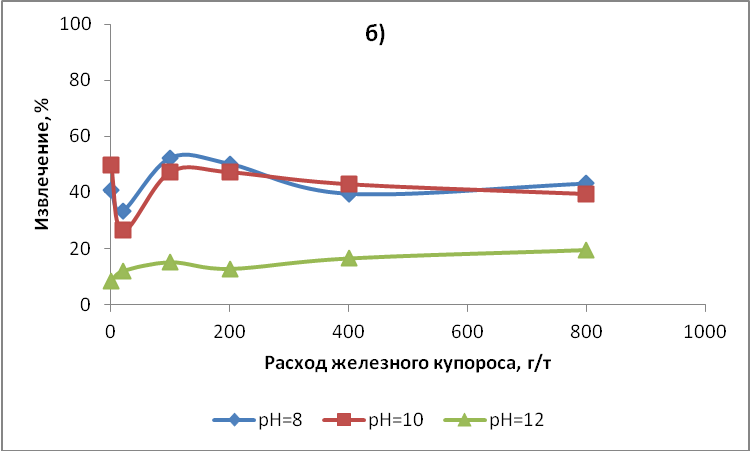 б)
100
80
60
40
20
0
Извлечение, %
0 200 400 600 800 1000
Расход железного купороса, г/т
pH=8 pH=10 pH=12